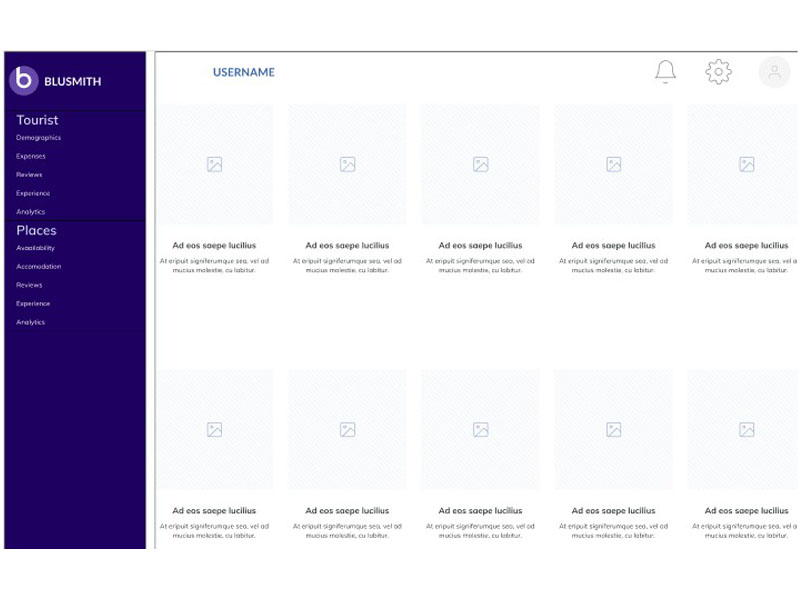 BLUSMITH
USERNAME
Tourist
Demographics
Expenses
Reviews
Experience
Analytics
Places
Avaailability
Accomodation
Reviews
Experience
Analytics
Ad eos saepe lucilius
At eripuit signiferumque sea, vel ad
mucius molestie, cu labitur.
Ad eos saepe lucilius
At eripuit signiferumque sea, vel ad
mucius molestie, cu labitur.
Ad eos saepe lucilius
At eripuit signiferumque sea, vel ad
mucius molestie, cu labitur.
Ad eos saepe lucilius
At eripuit signiferumque sea, vel ad
mucius molestie, cu labitur.
Ad eos saepe lucilius
At eripuit signiferumque sea, vel a
mucius molestie, cu labitur.
Ad eos saepe lucilius
At eripuit signiferumque sea, vel ad
mucius molestie, cu labitur.
Ad eos saepe lucilius
At eripuit signiferumque sea, vel ad
mucius molestie, cu labitur.
Ad eos saepe lucilius
At eripuit signiferumque sea, vel ad
mucius molestie, cu labitur.
Ad eos saepe lucilius
At eripuit signiferumque sea, vel ad
mucius molestie, cu labitur.
Ad eos saepe lucilius
At eripuit signiferumque sea, vel a
mucius molestie, cu labitur.